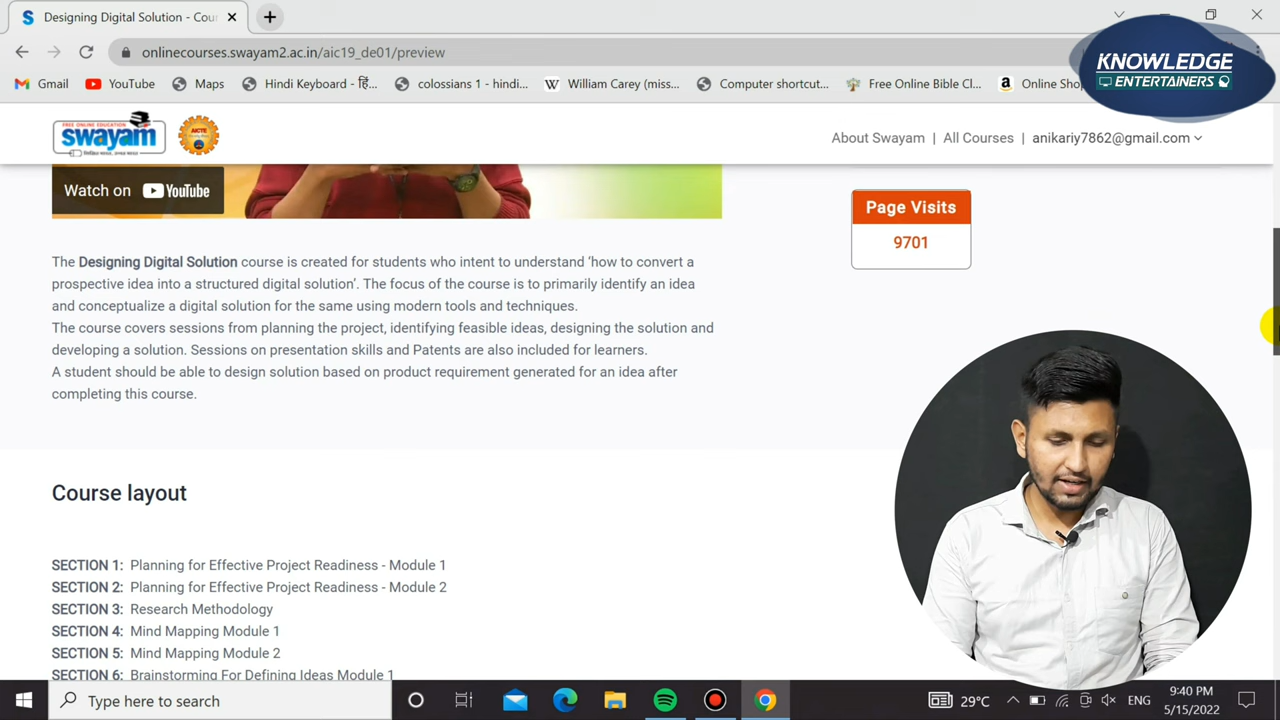 Designing Digital Solution - Cou
onlinecourses.swayam2.ac.in/aic19_de01/preview
KNOWLEDGE
ENTERTAINERS
Gmail
YouTube
Maps
Hindi Keyboard - हिं...
colossians 1 - Hindi...
William Carey (miss...
Computer shortcut...
Free Online Bible Cl...
Online Shop
FREE ONLINE EDUCATION
swayam
AICTE
About Swayam | All Courses | anikariy7862@gmail.com
Watch on YouTube
Page Visits
9701
The Designing Digital Solution course is created for students who intent to understand ‘how to convert a
prospective idea into a structured digital solution’. The focus of the course is to primarily identify an idea
and conceptualize a digital solution for the same using modern tools and techniques.
The course covers sessions from planning the project, identifying feasible ideas, designing the solution and
developing a solution. Sessions on presentation skills and Patents are also included for learners.
A student should be able to design solution based on product requirement generated for an idea after
completing this course.
Course layout
SECTION 1: Planning for Effective Project Readiness - Module 1
SECTION 2: Planning for Effective Project Readiness - Module 2
SECTION 3: Research Methodology
SECTION 4: Mind Mapping Module 1
SECTION 5: Mind Mapping Module 2
SECTION 6: Brainstorming For Defining Ideas Module 1
Type here to search
29°C
ENG
9:40 PM
5/15/2022